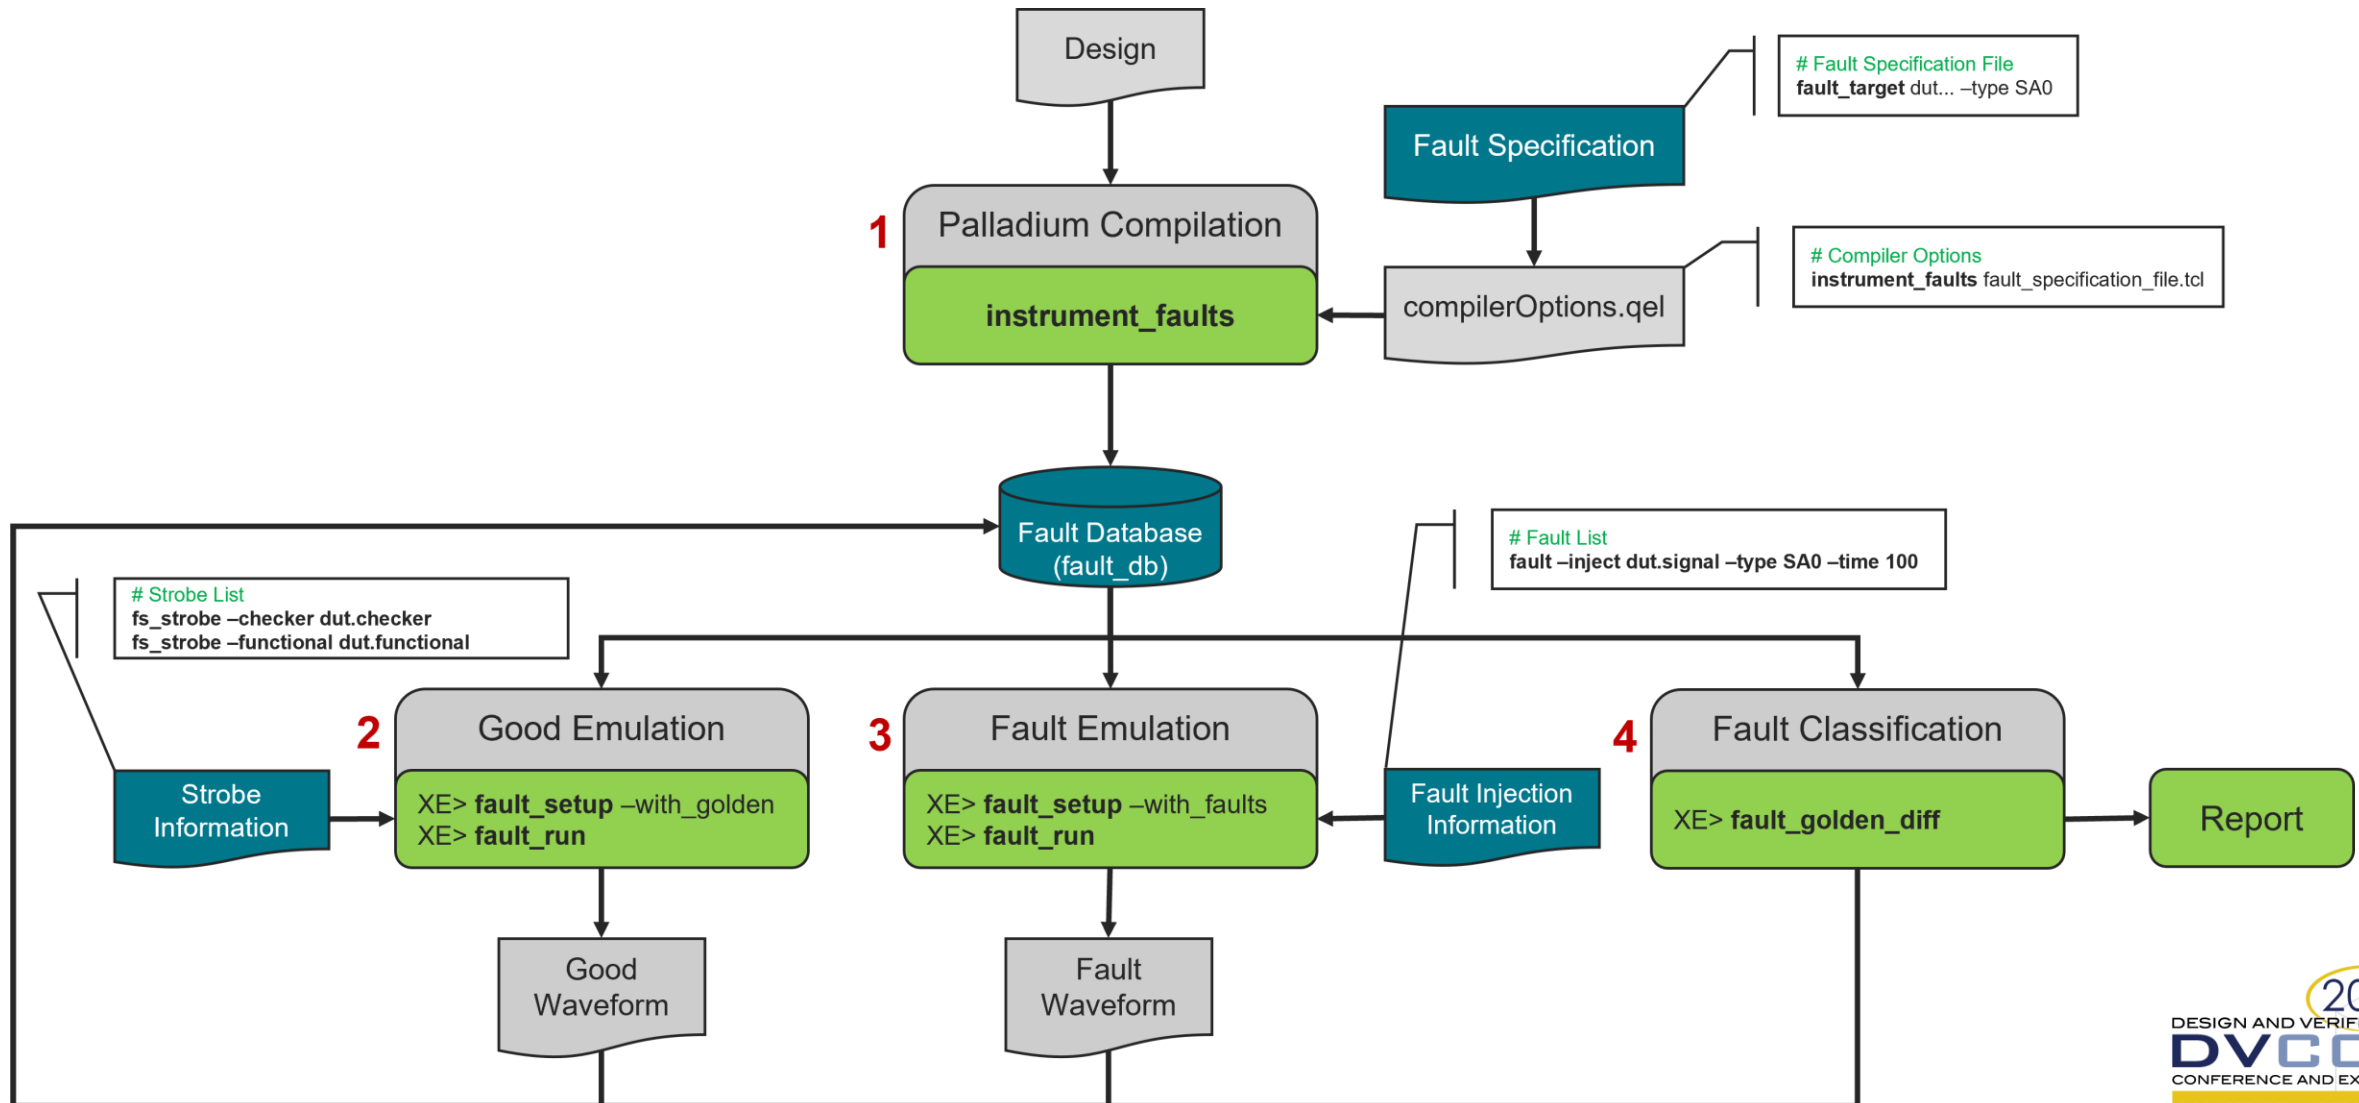 Design
# Fault Specification File
fault_target dut... –type SA0
Fault Specification
1
Palladium Compilation
instrument_faults
# Compiler Options
instrument_faults fault_specification_file.tcl
compilerOptions.qel
Fault Database
(fault_db)
# Fault List
fault –inject dut.signal –type SA0 –time 100
# Strobe List
fs_strobe –checker dut.checker
fs_strobe –functional dut.functional
2
Good Emulation
XE> fault_setup –with_golden
XE> fault_run
3
Fault Emulation
XE> fault_setup –with_faults
XE> fault_run
4
Fault Classification
XE> fault_golden_diff
Strobe
Information
Fault Injection
Information
Report
Good
Waveform
Fault
Waveform
20
DESIGN AND VERIF
DVC
CONFERENCE AND EX